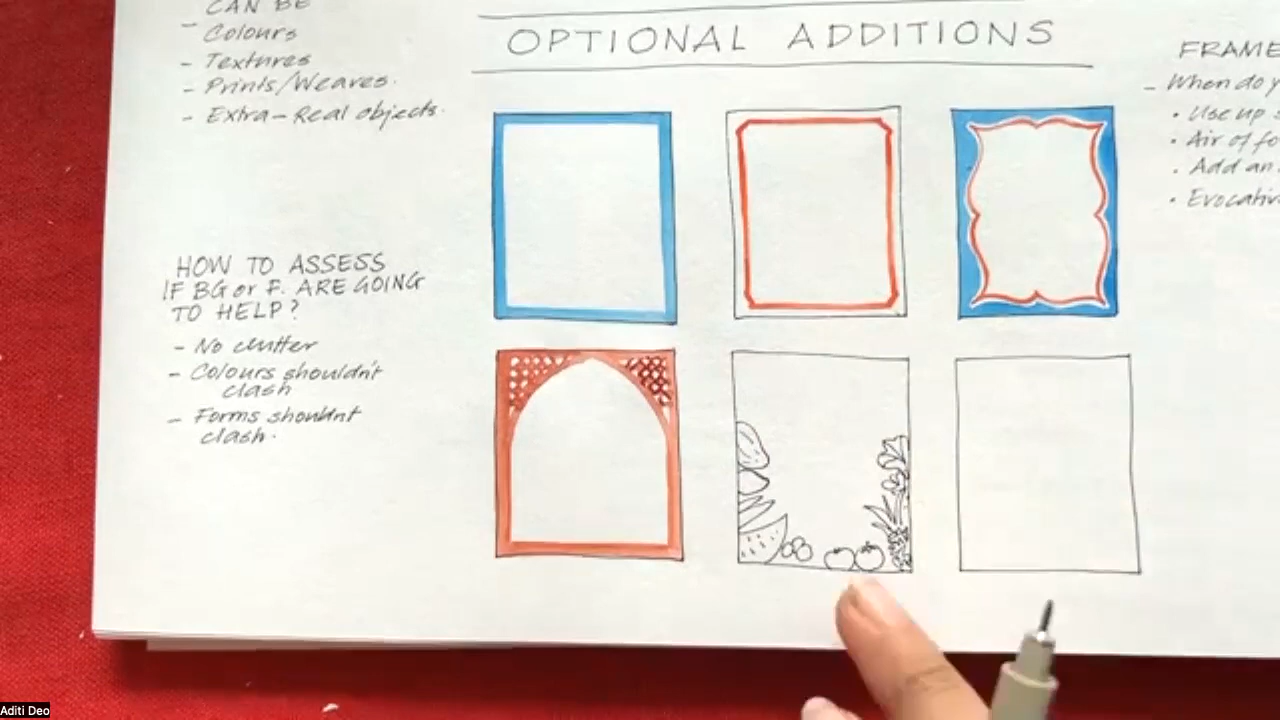 CAN BE
- Colours
- Textures
- Prints/Weaves.
- Extra-Real objects.
OPTIONAL ADDITIONS
HOW TO ASSESS
IF BG or F. ARE GOING
TO HELP?
- No clutter
- Colours shouldn't
clash
- Forms shouldn't
clash.
FRAME
- When do y
• Use up
• Air of fo
• Add an
• Evocativ
Aditi Deo